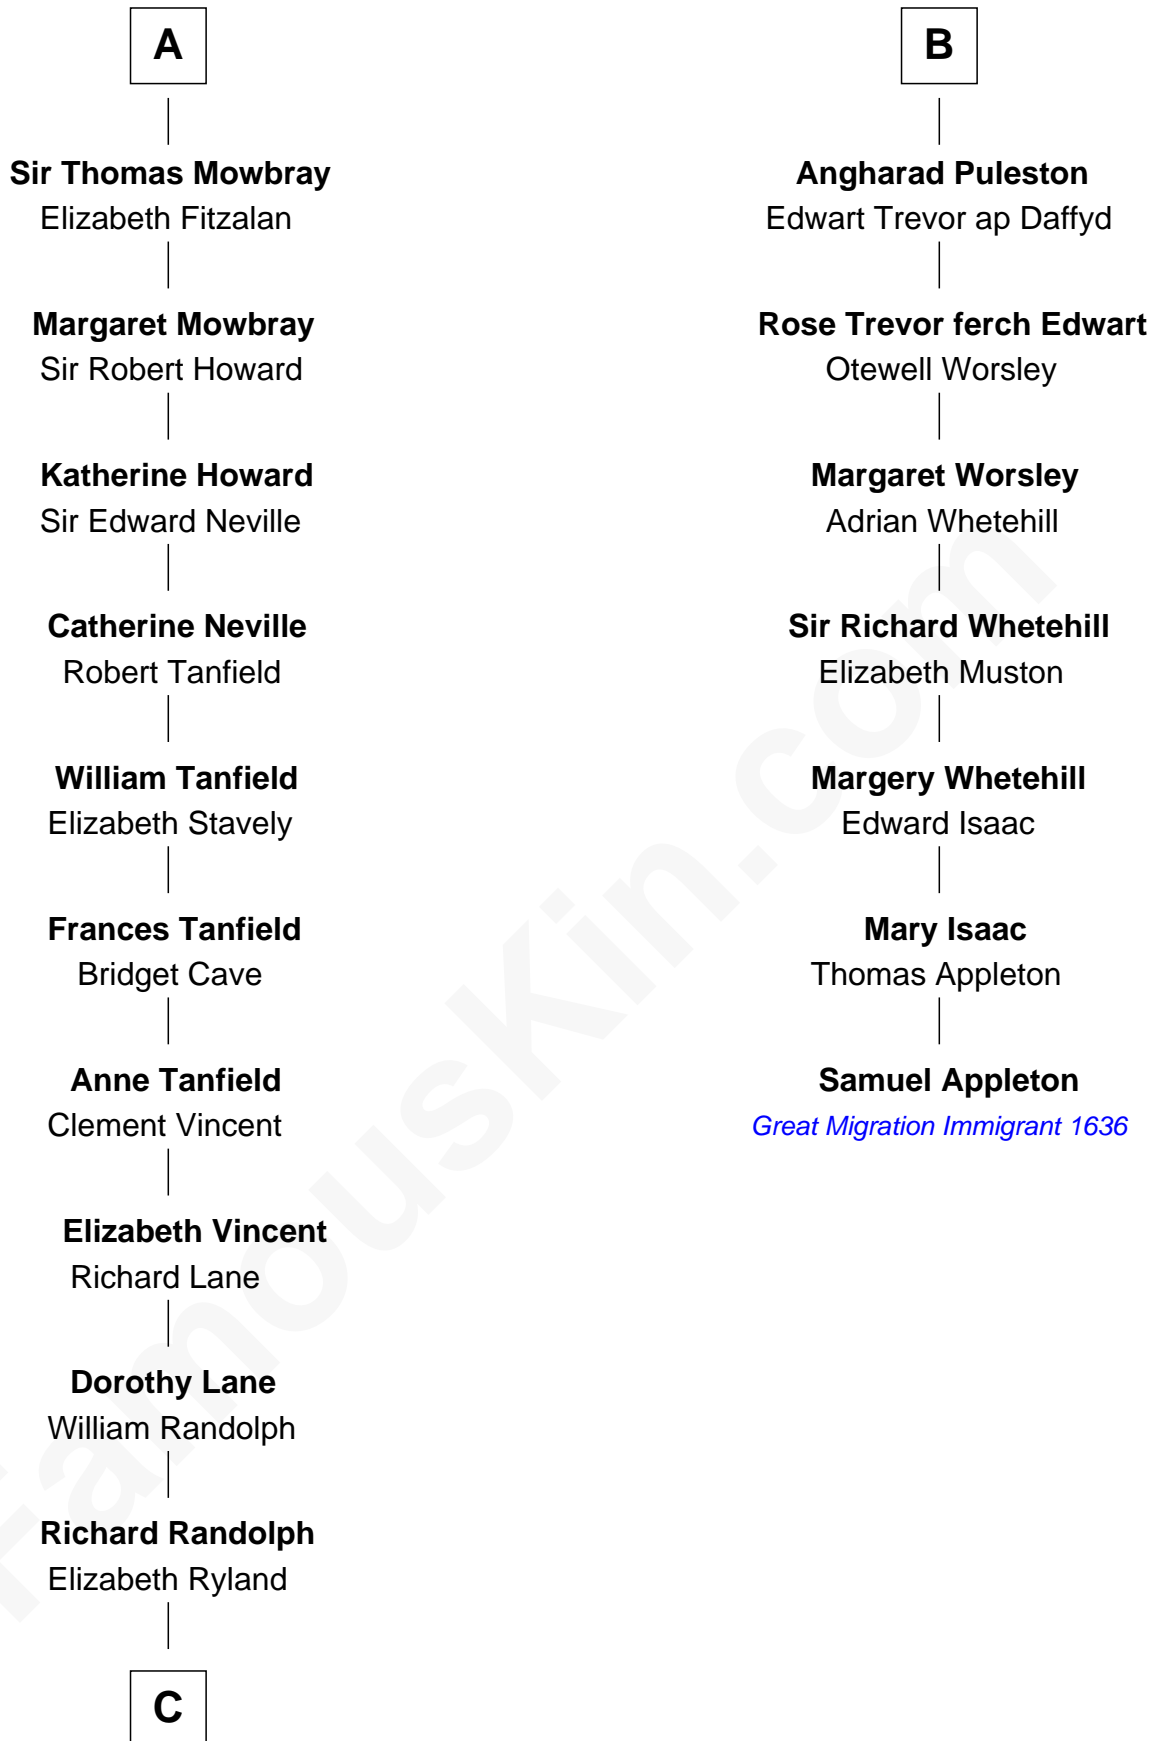 A
Sir Thomas Mowbray
Elizabeth Fitzalan
Margaret Mowbray
Sir Robert Howard
Katherine Howard
Sir Edward Neville
Catherine Neville
Robert Tanfield
William Tanfield
Elizabeth Stavely
Frances Tanfield
Bridget Cave
Anne Tanfield
Clement Vincent
Elizabeth Vincent
Richard Lane
Dorothy Lane
William Randolph
Richard Randolph
Elizabeth Ryland
C
B
Angharad Puleston
Edwart Trevor ap Daffyd
Rose Trevor ferch Edwart
Otewell Worsley
Margaret Worsley
Adrian Whetehill
Sir Richard Whetehill
Elizabeth Muston
Margery Whetehill
Edward Isaac
Mary Isaac
Thomas Appleton
Samuel Appleton
Great Migration Immigrant 1636
FamousKin.com